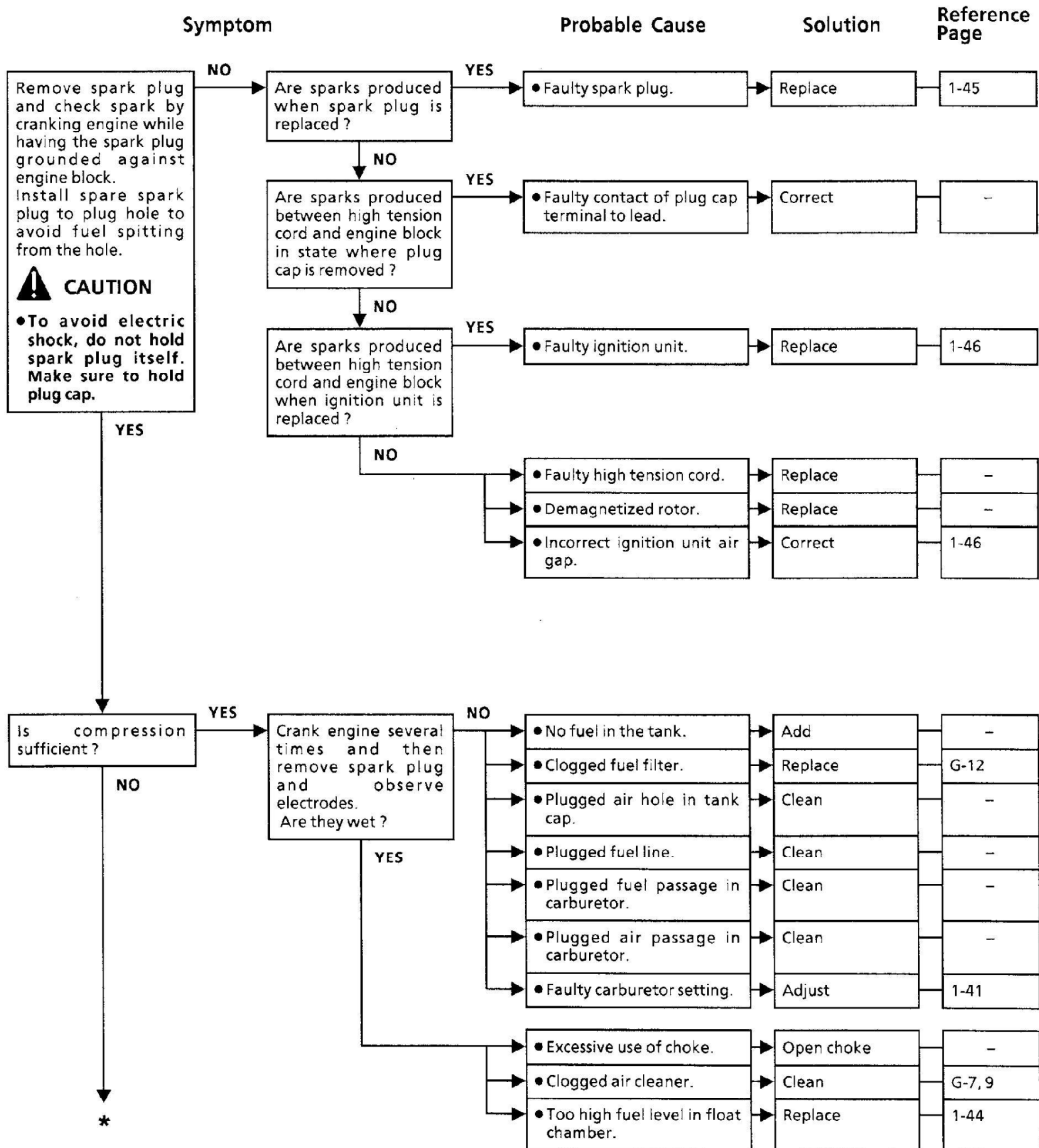 Symptom
Probable Cause
Solution
Reference
Page
Remove spark plug
and check spark by
cranking engine while
having the spark plug
grounded against
engine block.
Install spare spark
plug to plug hole to
avoid fuel spitting
from the hole.
CAUTION
●To avoid electric
shock, do not hold
spark plug itself.
Make sure to hold
plug cap.
NO
Are sparks produced
when spark plug is
replaced ?
YES
● Faulty spark plug.
Replace
1-45
NO
Are sparks produced
between high tension
cord and engine block
in state where plug
cap is removed ?
YES
● Faulty contact of plug cap
terminal to lead.
Correct
–
NO
Are sparks produced
between high tension
cord and engine block
when ignition unit is
replaced ?
YES
● Faulty ignition unit.
Replace
1-46
YES
NO
● Faulty high tension cord.
Replace
–
● Demagnetized rotor.
Replace
–
● Incorrect ignition unit air
gap.
Correct
1-46
Is compression
sufficient ?
YES
NO
Crank engine several
times and then
remove spark plug
and observe
electrodes.
Are they wet ?
NO
● No fuel in the tank.
Add
–
● Clogged fuel filter.
Replace
G-12
● Plugged air hole in tank
cap.
Clean
–
● Plugged fuel line.
Clean
–
● Plugged fuel passage in
carburetor.
Clean
–
● Plugged air passage in
carburetor.
Clean
–
● Faulty carburetor setting.
Adjust
1-41
YES
● Excessive use of choke.
Open choke
–
● Clogged air cleaner.
Clean
G-7, 9
● Too high fuel level in float
chamber.
Replace
1-44
*